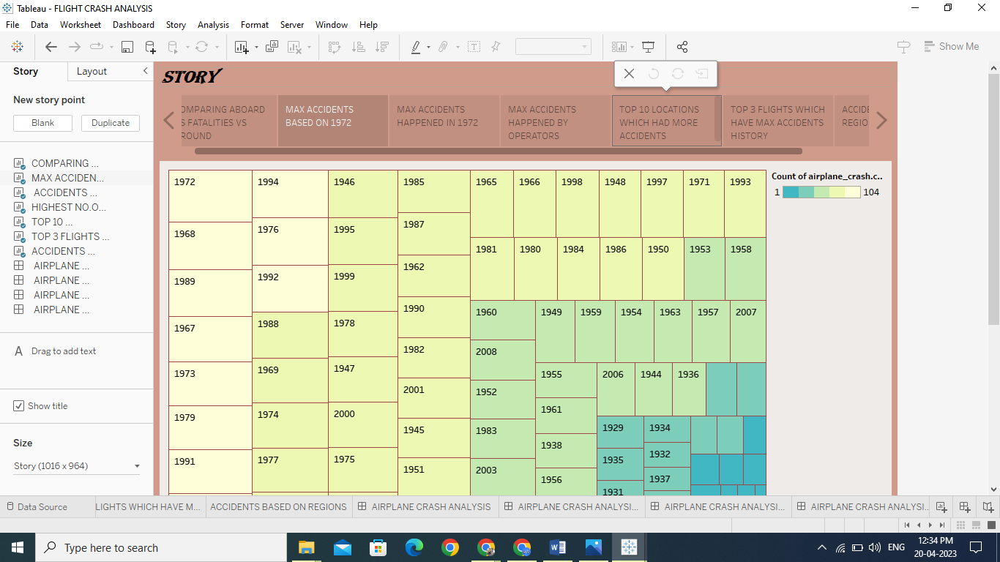 Tableau - FLIGHT CRASH ANALYSIS
File Data Worksheet Dashboard Story Analysis Format Server Window Help
Show Me
Story Layout
New story point
Blank Duplicate
COMPARING ...
MAX ACCIDEN...
ACCIDENTS ...
HIGHEST NO.O...
TOP 10 ...
TOP 3 FLIGHTS ...
ACCIDENTS ...
AIRPLANE ...
AIRPLANE ...
AIRPLANE ...
AIRPLANE ...
A Drag to add text
Show title
Size
Story (1016 x 964)
STORY
OMPARING ABOARD
S FATALITIES VS
ROUND
MAX ACCIDENTS
BASED ON 1972
MAX ACCIDENTS
HAPPENED IN 1972
MAX ACCIDENTS
HAPPENED BY
OPERATORS
TOP 10 LOCATIONS
WHICH HAD MORE
ACCIDENTS
TOP 3 FLIGHTS WHICH
HAVE MAX ACCIDENTS
HISTORY
ACCIDE
REGIO
1972
1968
1989
1967
1973
1979
1991
1994
1976
1992
1988
1969
1974
1977
1946
1995
1999
1978
1947
2000
1975
1985
1987
1962
1990
1982
2001
1945
1951
1965 1966 1998 1948 1997 1971 1993
1981 1980 1984 1986 1950 1953 1958
1960
2008
1952
1983
2003
1949 1959 1954 1963 1957 2007
1955
1961
1938
1956
2006 1944 1936
1929
1935
1931
1934
1932
1937
Count of airplane_crash.c..
1 104
Data Source LIGHTS WHICH HAVE M... ACCIDENTS BASED ON REGIONS AIRPLANE CRASH ANALYSIS AIRPLANE CRASH ANALYSI... AIRPLANE CRASH ANALYSI... AIRPLANE CRASH ANALYSI..
Type here to search
ENG
12:34 PM
20-04-2023